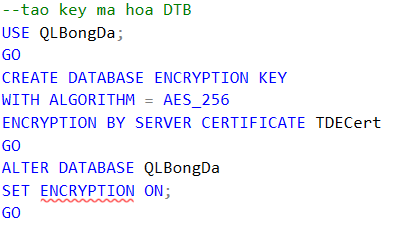 --tao key ma hoa DTB
USE QLBongDa;
GO
CREATE DATABASE ENCRYPTION KEY
WITH ALGORITHM = AES_256
ENCRYPTION BY SERVER CERTIFICATE TDECert
GO
ALTER DATABASE QLBongDa
SET ENCRYPTION ON;
GO